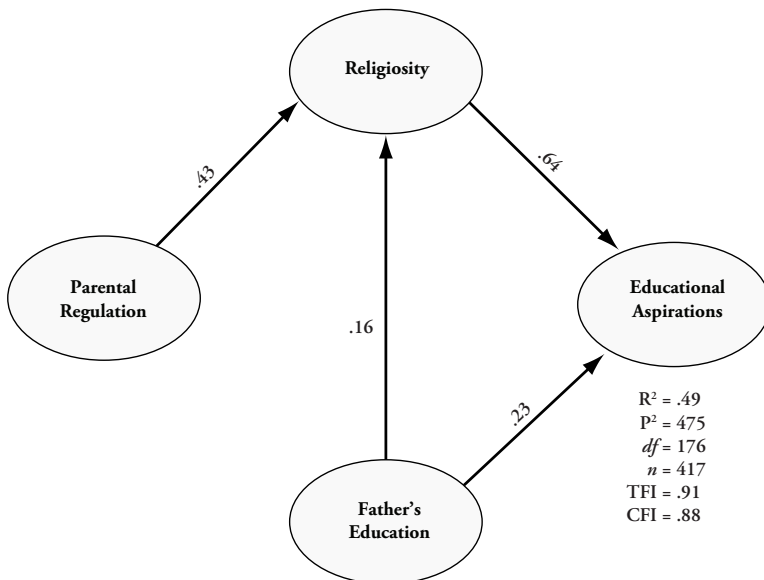 Religiosity
.43
.64
Parental
Regulation
Educational
Aspirations
.16
.23
R² = .49
P² = 475
df = 176
n = 417
TFI = .91
CFI = .88
Father’s
Education